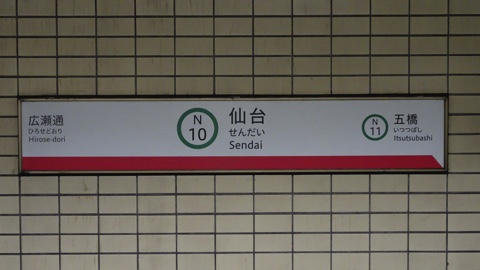 広瀬通
ひろせどおり
Hirose-dori
N
10
仙台
せんだい
Sendai
N
11
五橋
いつつばし
Itsutsubashi